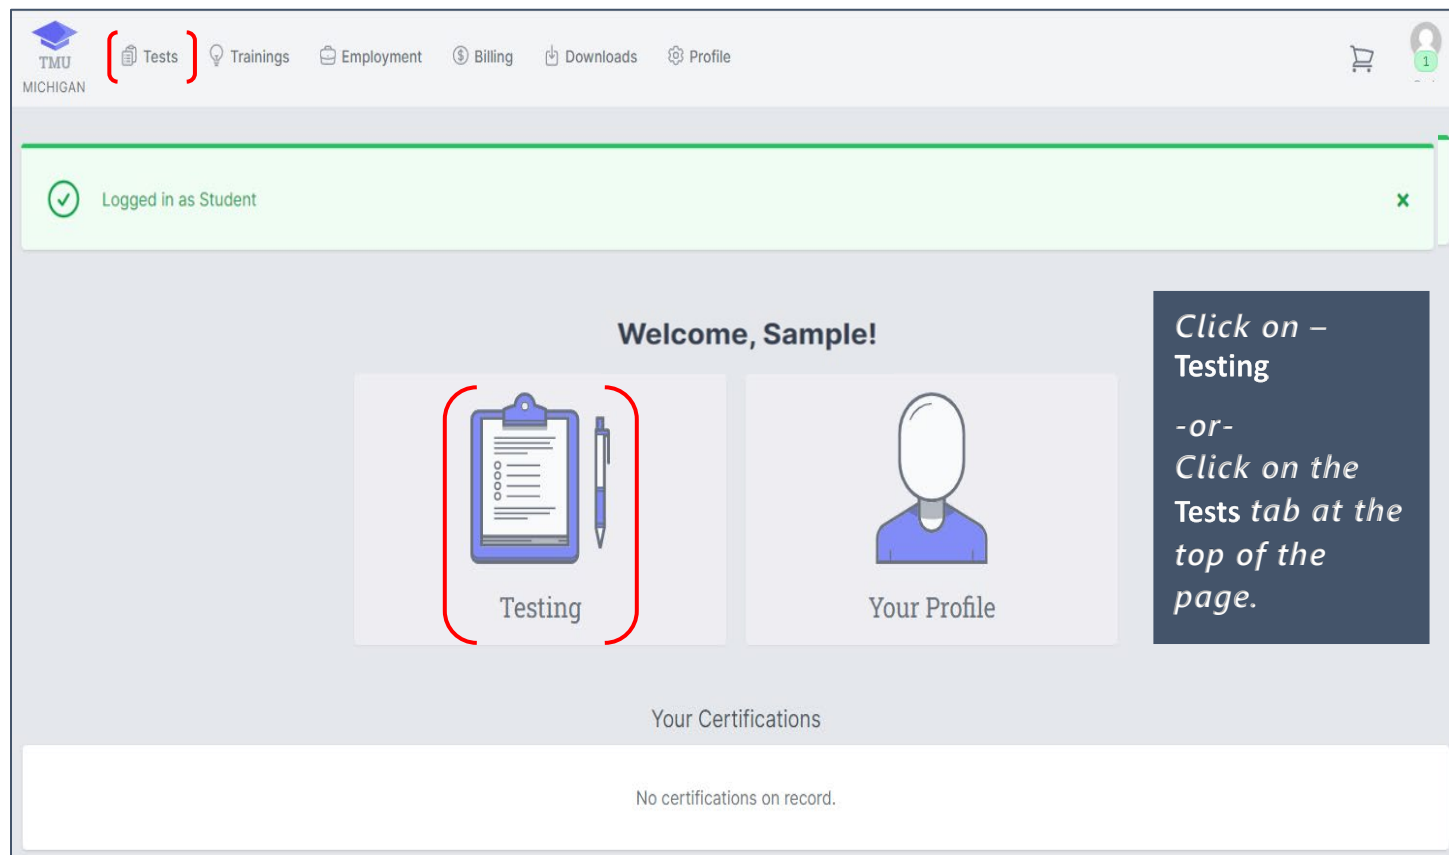 TMU
MICHIGAN
Tests
Trainings
Employment
Billing
Downloads
Profile
1
Logged in as Student
Welcome, Sample!
Click on –
Testing
-or-
Click on the
Tests tab at the
top of the
page.
Testing
Your Profile
Your Certifications
No certifications on record.